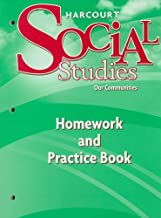 HARCOURT
SOCIAL
Studies
Our Communities
Homework
and
Practice Book